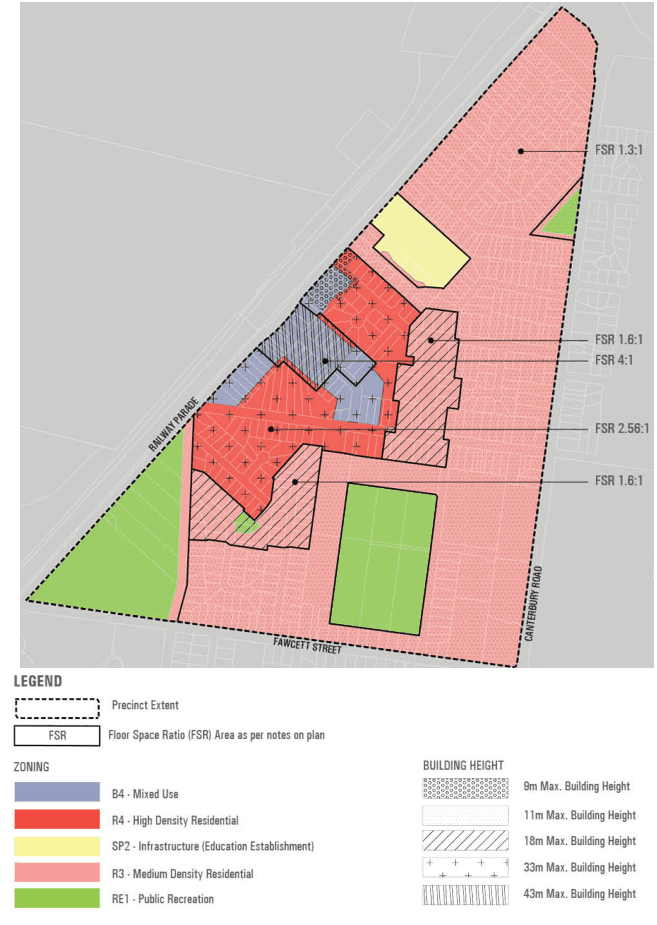 FSR 1.3:1
FSR 1.6:1
FSR 4:1
RAILWAY PARADE
FSR 2.56:1
FSR 1.6:1
CANTERBURY ROAD
FAWCETT STREET
LEGEND
Precinct Extent
FSR
Floor Space Ratio (FSR) Area as per notes on plan
ZONING
B4 - Mixed Use
R4 - High Density Residential
SP2 - Infrastructure (Education Establishment)
R3 - Medium Density Residential
RE1 - Public Recreation
BUILDING HEIGHT
9m Max. Building Height
11m Max. Building Height
18m Max. Building Height
33m Max. Building Height
43m Max. Building Height